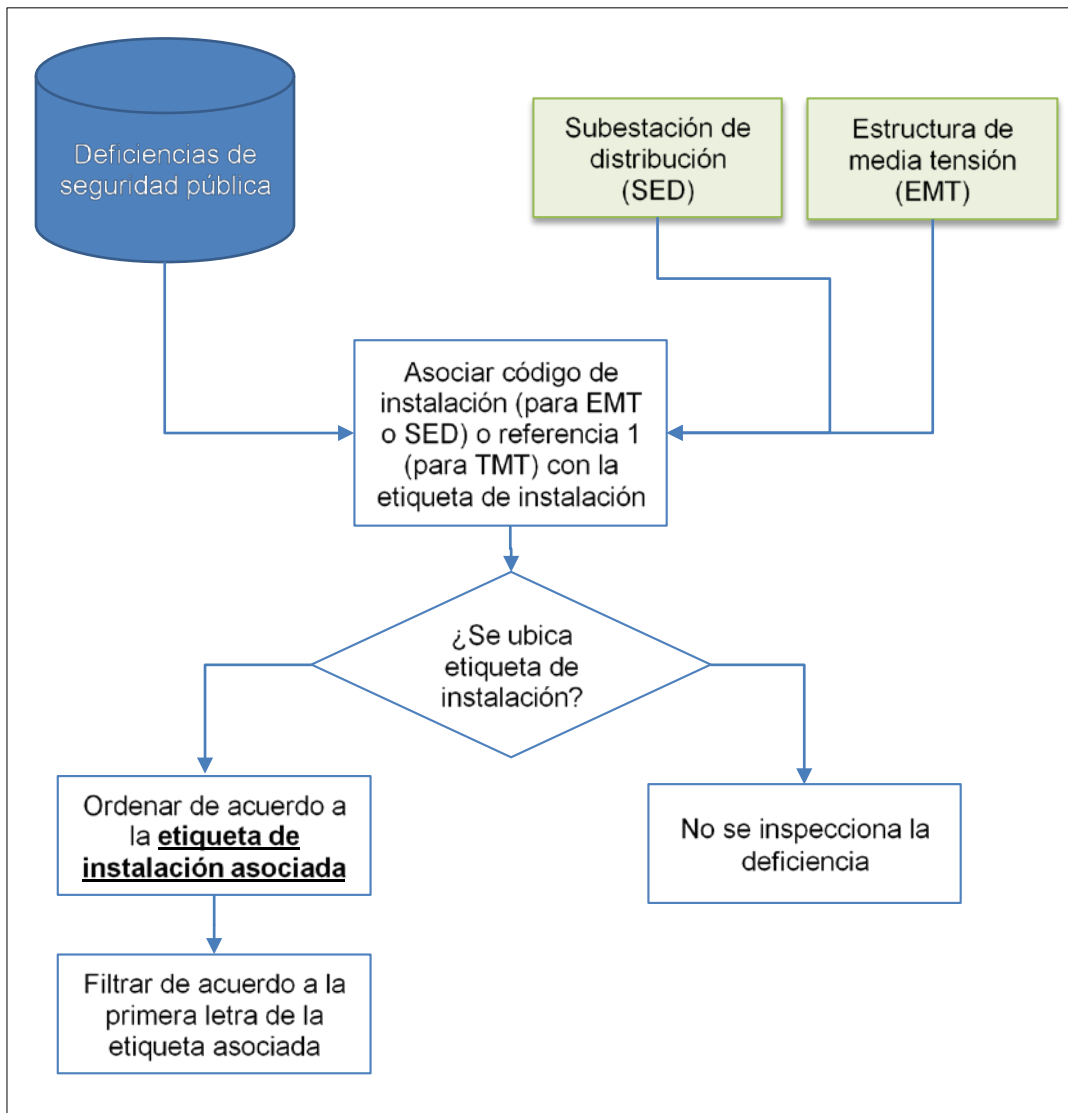 Deficiencias de
seguridad pública
Subestación de
distribución
(SED)
Estructura de
media tensión
(EMT)
Asociar código de
instalación (para EMT
o SED) o referencia 1
(para TMT) con la
etiqueta de instalación
¿Se ubica
etiqueta de
instalación?
Ordenar de acuerdo a
la etiqueta de
instalación asociada
No se inspecciona la
deficiencia
Filtrar de acuerdo a la
primera letra de la
etiqueta asociada